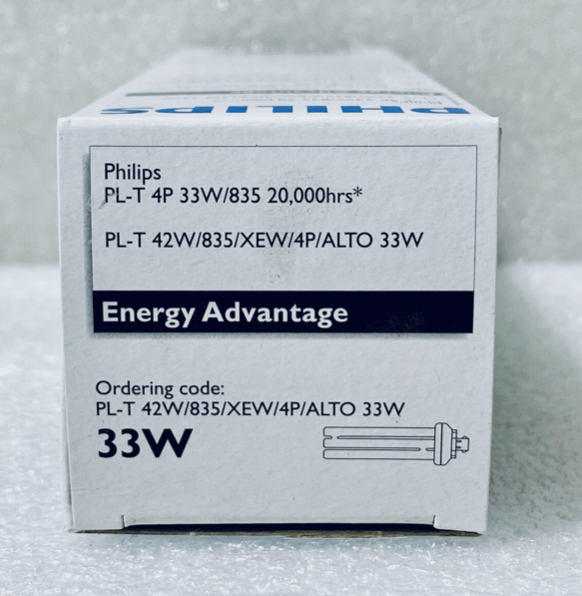 PHILIPS
Philips
PL-T 4P 33W/835 20,000hrs*
PL-T 42W/835/XEW/4P/ALTO 33W
Energy Advantage
Ordering code:
PL-T 42W/835/XEW/4P/ALTO 33W
33W